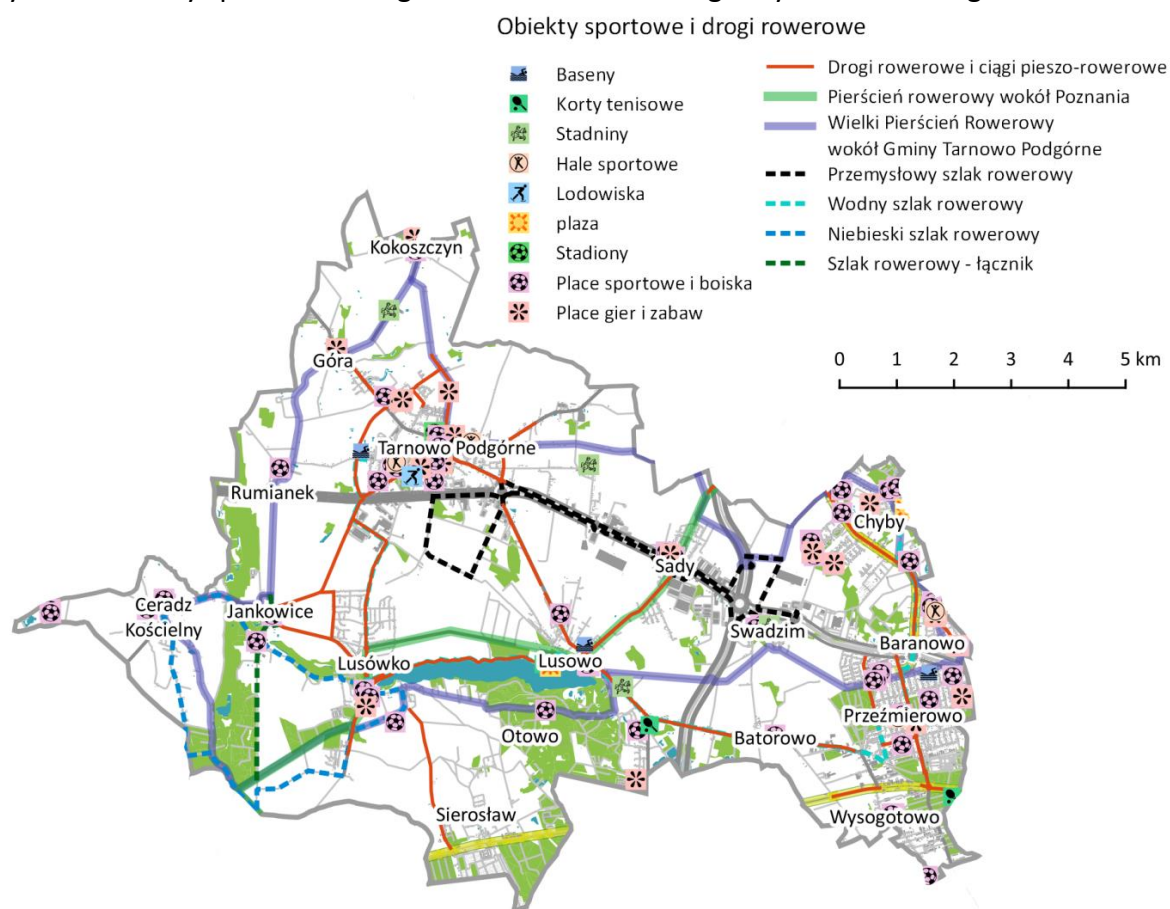 Obiekty sportowe i drogi rowerowe
Baseny
Korty tenisowe
Stadniny
Hale sportowe
Lodowiska
plaza
Stadiony
Place sportowe i boiska
Place gier i zabaw
Drogi rowerowe i ciągi pieszo-rowerowe
Pierścień rowerowy wokół Poznania
Wielki Pierścień Rowerowy
wokół Gminy Tarnowo Podgórne
Przemysłowy szlak rowerowy
Wodny szlak rowerowy
Niebieski szlak rowerowy
Szlak rowerowy - łącznik
0 1 2 3 4 5 km
Kokoszczyn
Góra
Tarnowo Podgórne
Rumianek
Chyby
Sady
Ceradz
Kościelny
Jankowice
Swadzim
Baranowo
Lusówko
Lusowo
Przeźmierowo
Otowo
Batorowo
Sierosław
Wysogotowo